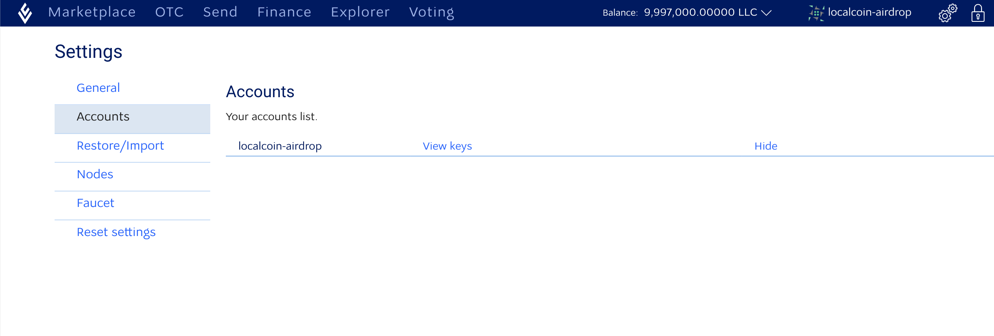 Marketplace OTC Send Finance Explorer Voting Balance: 9,997,000.00000 LLC localcoin-airdrop
Settings
General
Accounts
Restore/Import
Nodes
Faucet
Reset settings
Accounts
Your accounts list.
localcoin-airdrop View keys Hide